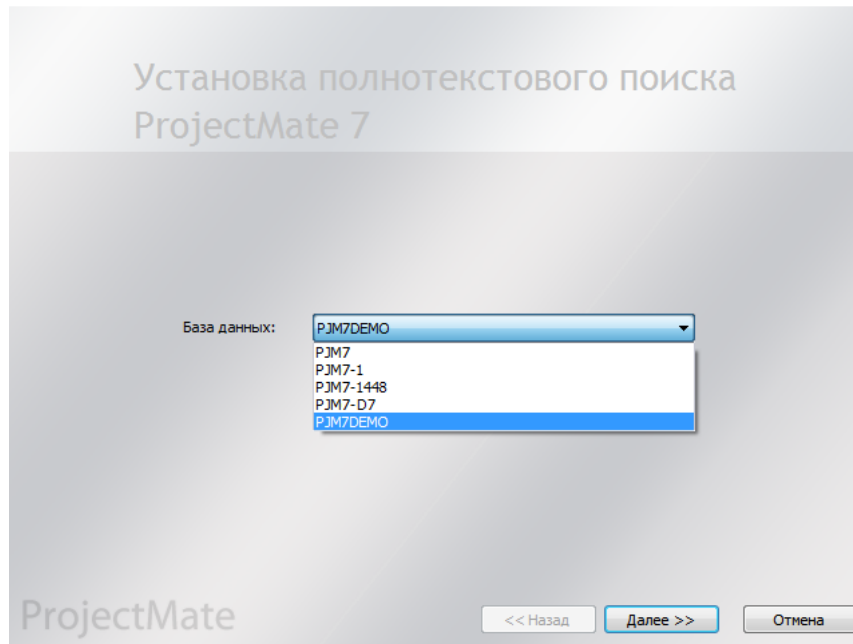 Установка полнотекстового поиска
ProjectMate 7
База данных:
PJM7DEMO
PJM7
PJM7-1
PJM7-1448
PJM7-D7
PJM7DEMO
ProjectMate
<< Назад
Далее >>
Отмена